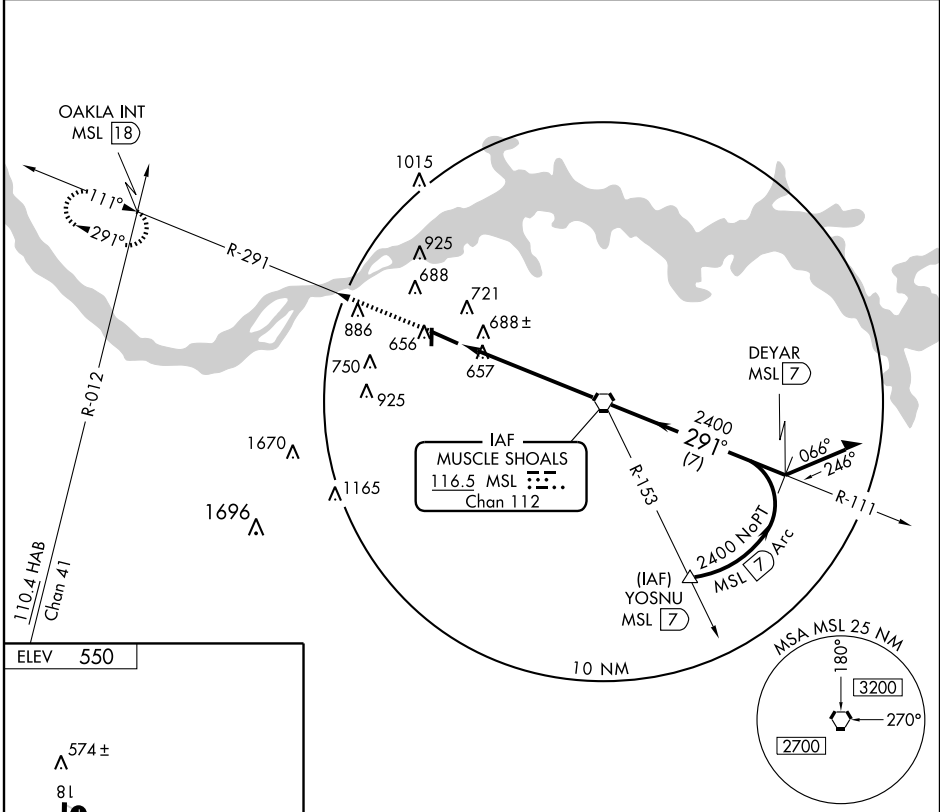 OAKLA INT
MSL 18
111°
291°
R-291
R-012
110.4 HAB
Chan 41
1015
925
688
721
688±
886
656
657
750
925
1670
1165
1696
IAF
MUSCLE SHOALS
116.5 MSL
Chan 112
DEYAR
MSL 7
2400
291°
(7)
066°
246°
R-111
R-153
2400 NoPT
MSL 7 Arc
(IAF)
YOSNU
MSL 7
10 NM
MSA MSL 25 NM
180°
3200
270°
2700
ELEV 550
574±
18